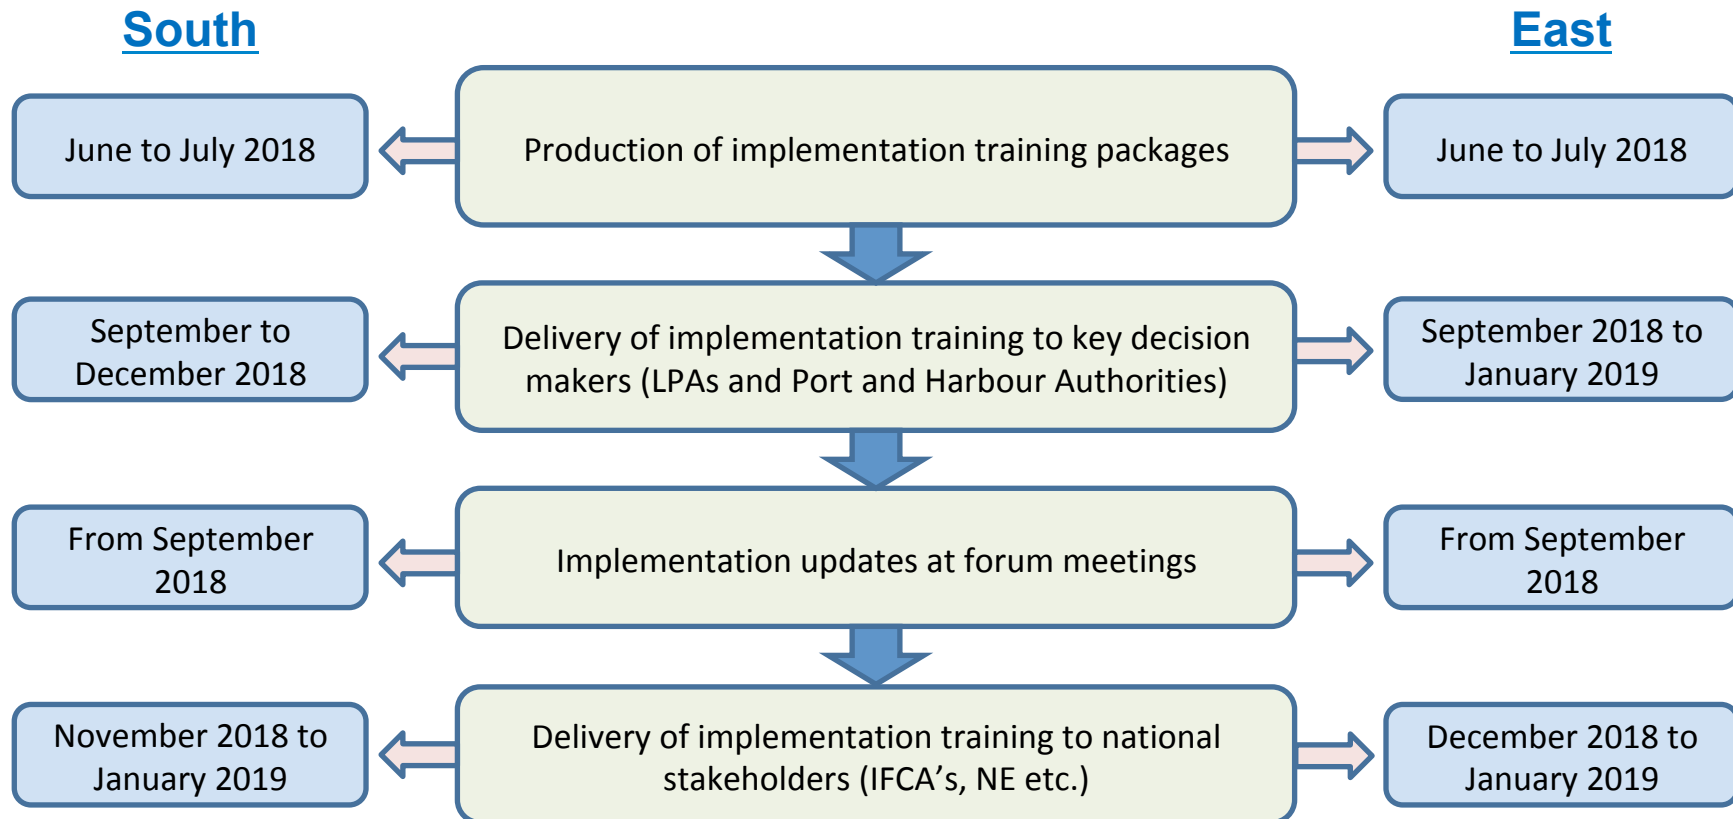 South
East
June to July 2018
Production of implementation training packages
June to July 2018
September to
December 2018
Delivery of implementation training to key decision
makers (LPAs and Port and Harbour Authorities)
September 2018 to
January 2019
From September
2018
Implementation updates at forum meetings
From September
2018
November 2018 to
January 2019
Delivery of implementation training to national
stakeholders (IFCA’s, NE etc.)
December 2018 to
January 2019